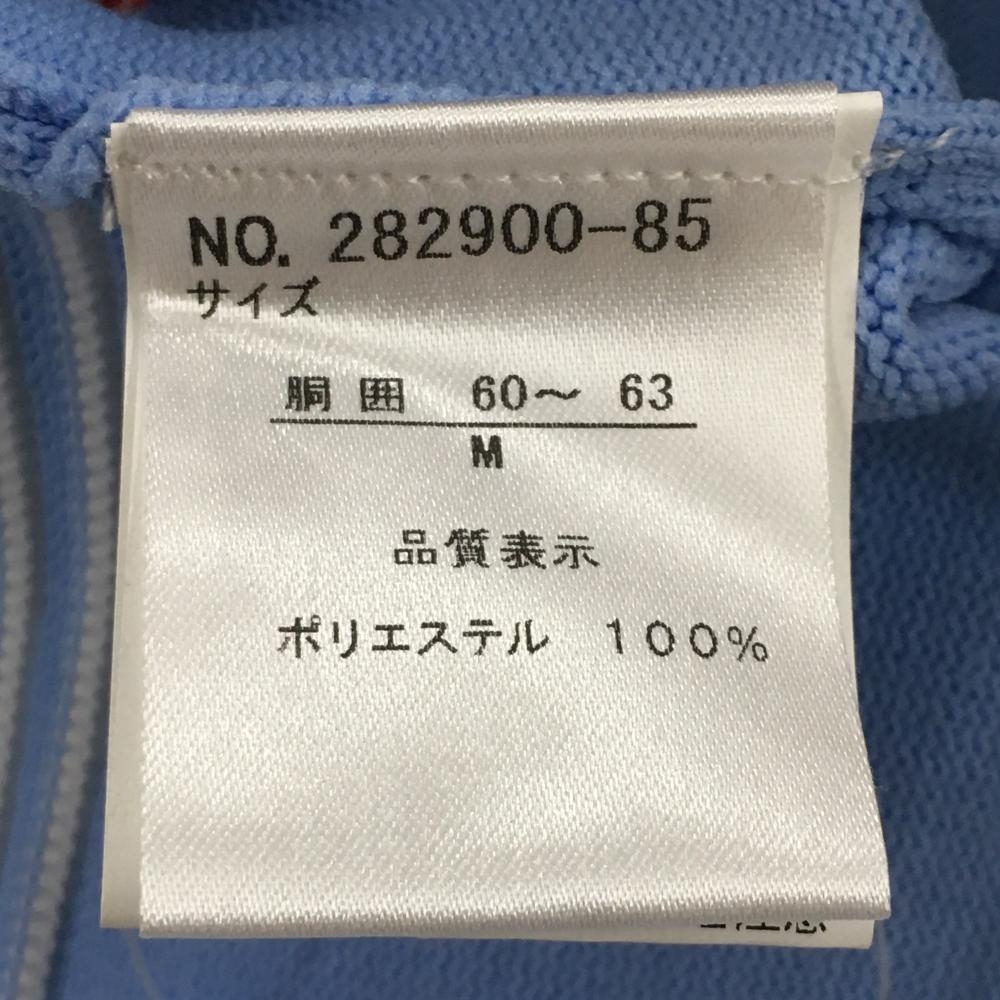 NO. 282900-85
サイズ
胴囲 60〜 63
M
品質表示
ポリエステル 100%